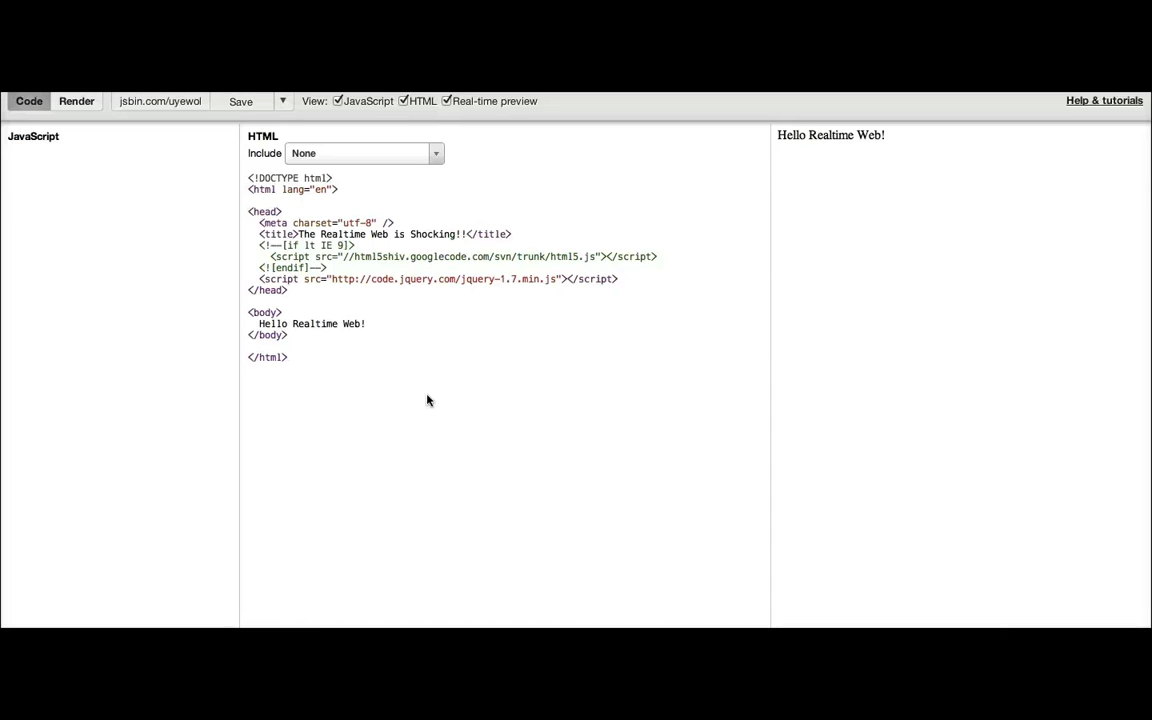 Code Render jsbin.com/uyewol Save View: JavaScript HTML Real-time preview Help & tutorials
JavaScript
HTML
Include None
<!DOCTYPE html>
<html lang="en">
<head>
<meta charset="utf-8" />
<title>The Realtime Web is Shocking!!</title>
<!--[if lt IE 9]>
<script src="//html5shiv.googlecode.com/svn/trunk/html5.js"></script>
<![endif]-->
<script src="http://code.jquery.com/jquery-1.7.min.js"></script>
</head>
<body>
Hello Realtime Web!
</body>
</html>
Hello Realtime Web!